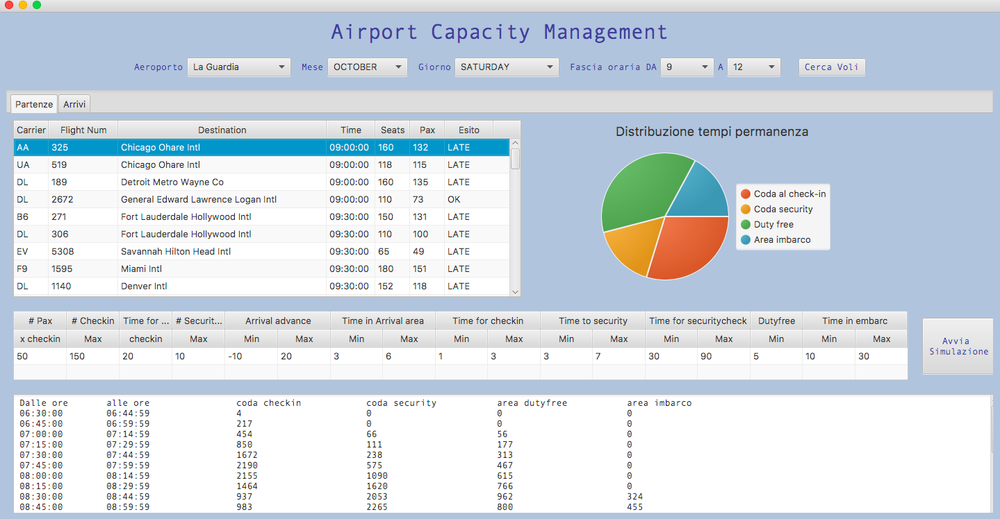 Airport Capacity Management
Aeroporto La Guardia Mese OCTOBER Giorno SATURDAY Fascia oraria DA 9 A 12 Cerca Voli
Partenze Arrivi
Carrier Flight Num Destination Time Seats Pax Esito
AA 325 Chicago Ohare Intl 09:00:00 160 132 LATE
UA 519 Chicago Ohare Intl 09:00:00 118 115 LATE
DL 189 Detroit Metro Wayne Co 09:00:00 160 135 LATE
DL 2672 General Edward Lawrence Logan Intl 09:00:00 110 73 OK
B6 271 Fort Lauderdale Hollywood Intl 09:30:00 150 131 LATE
DL 306 Fort Lauderdale Hollywood Intl 09:30:00 110 100 LATE
EV 5308 Savannah Hilton Head Intl 09:30:00 65 49 LATE
F9 1595 Miami Intl 09:30:00 180 151 LATE
DL 1140 Denver Intl 09:30:00 152 118 LATE
Distribuzione tempi permanenza
Coda al check-in
Coda security
Duty free
Area imbarco
# Pax # Checkin Time for ... # Securit... Arrival advance Time in Arrival area Time for checkin Time to security Time for securitycheck Dutyfree Time in embarc
x checkin Max checkin Max Min Max Min Max Min Max Min Max Min Max Min Min Max
50 150 20 10 -10 20 3 6 1 3 3 7 30 90 5 10 30
Avvia
Simulazione
Dalle ore alle ore coda checkin coda security area dutyfree area imbarco
06:30:00 06:44:59 4 0 0 0
06:45:00 06:59:59 217 0 0 0
07:00:00 07:14:59 454 66 56 0
07:15:00 07:29:59 850 111 177 0
07:30:00 07:44:59 1672 238 313 0
07:45:00 07:59:59 2190 575 467 0
08:00:00 08:14:59 2155 1090 615 0
08:15:00 08:29:59 1464 1620 766 0
08:30:00 08:44:59 937 2053 962 324
08:45:00 08:59:59 983 2265 800 455